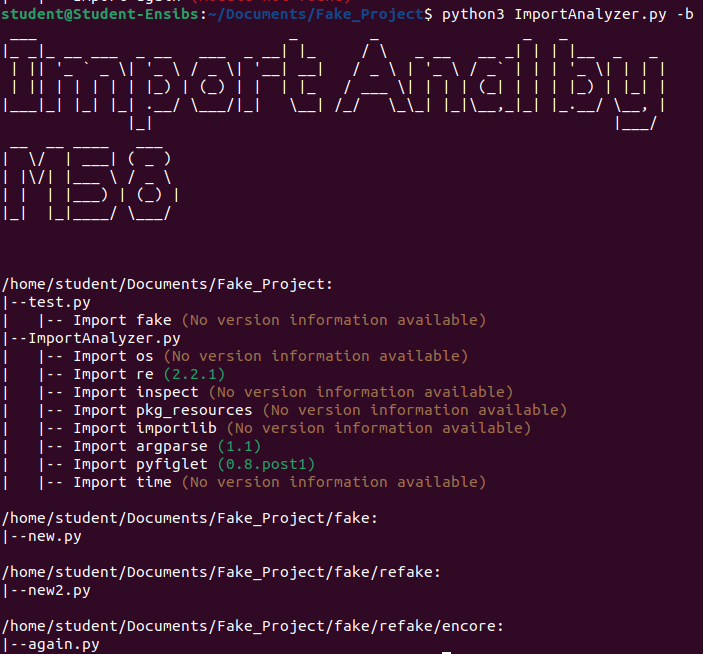 Import Anal by
M58
student@Student-Ensibs:~/Documents/Fake_Project$ python3 ImportAnalyzer.py -b
/home/student/Documents/Fake_Project:
|--test.py
|   |-- Import fake (No version information available)
|--ImportAnalyzer.py
|   |-- Import os (No version information available)
|   |-- Import re (2.2.1)
|   |-- Import inspect (No version information available)
|   |-- Import pkg_resources (No version information available)
|   |-- Import importlib (No version information available)
|   |-- Import argparse (1.1)
|   |-- Import pyfiglet (0.8.post1)
|   |-- Import time (No version information available)
/home/student/Documents/Fake_Project/fake:
|--new.py
/home/student/Documents/Fake_Project/fake/refake:
|--new2.py
/home/student/Documents/Fake_Project/fake/refake/encore:
|--again.py